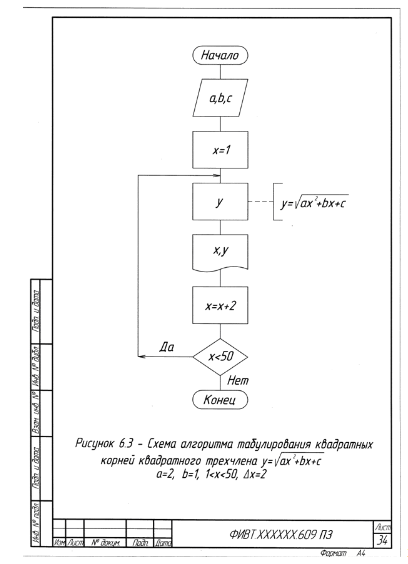 Начало
a,b,c
x=1
y
y=√ax²+bx+c
x,y
x=x+2
Да
x<50
Нет
Конец
Рисунок 6.3 - Схема алгоритма табулирования квадратных
корней квадратного трехчлена y=√ax²+bx+c
a=2, b=1, 1<x<50, Δx=2
Подп. и дата
Инв. № дубл.
Взам. инв. №
Подп. и дата
Инв. № подл.
Изм. Лист № докум. Подп. Дата
ФИВТ.XXXXXX.609 ПЗ
Лист
34
Формат А4